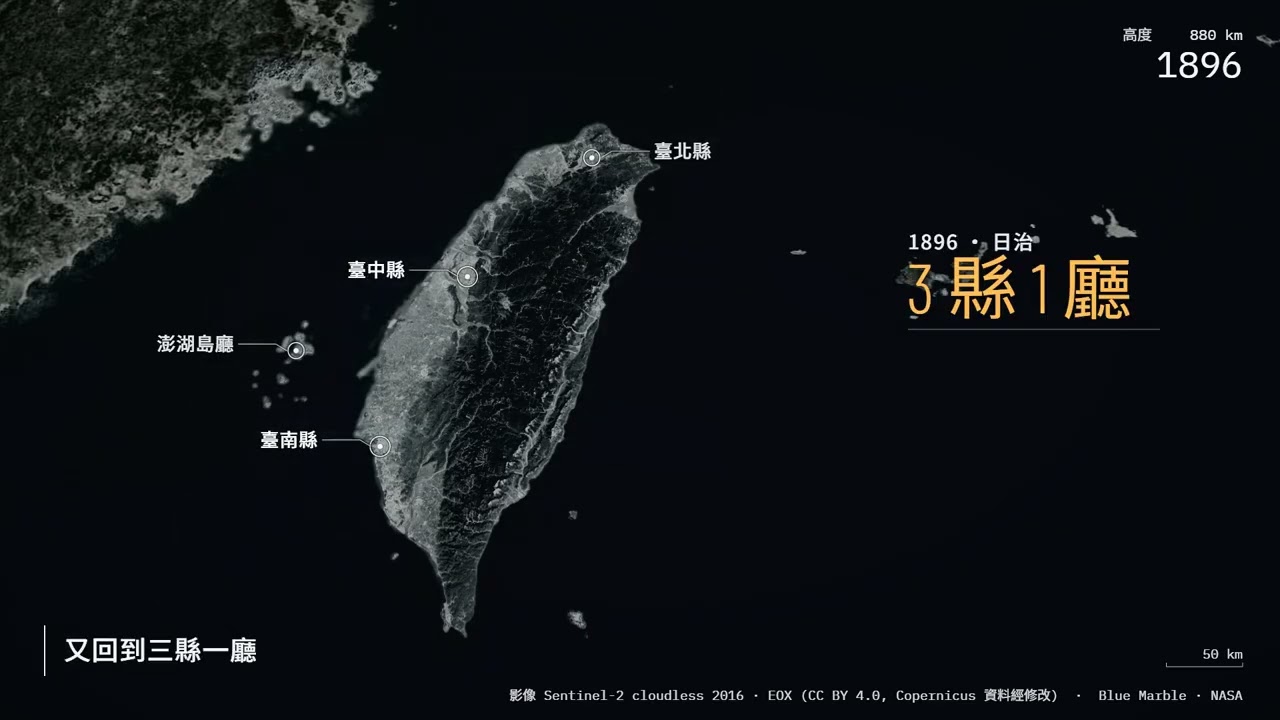 高度 880 km
1896
臺北縣
1896 · 日治
3縣1廳
臺中縣
澎湖島廳
臺南縣
又回到三縣一廳
50 km
影像 Sentinel-2 cloudless 2016 · EOX (CC BY 4.0, Copernicus 資料經修改) · Blue Marble · NASA